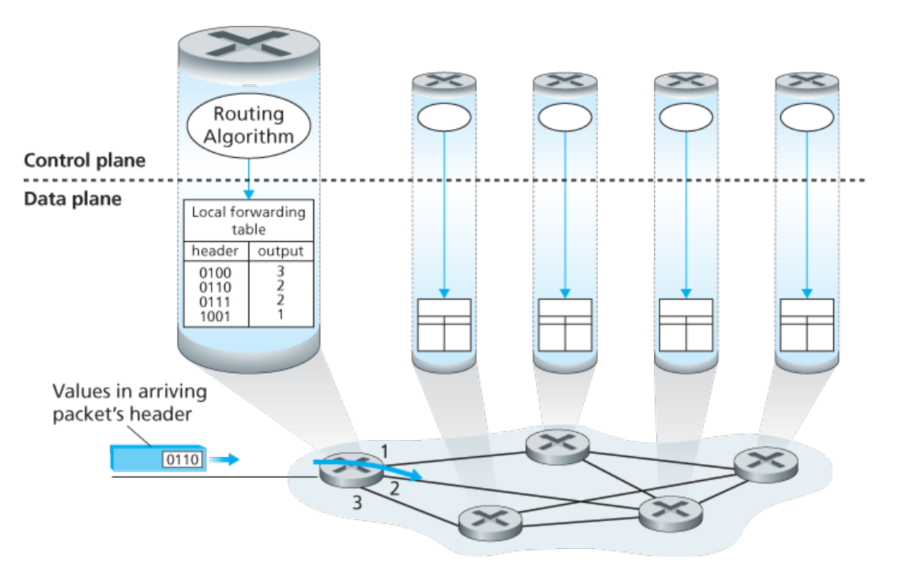 Routing
Algorithm
Control plane
Data plane
Local forwarding
table
header output
0100 3
0110 2
0111 2
1001 1
Values in arriving
packet's header
0110
1
2
3